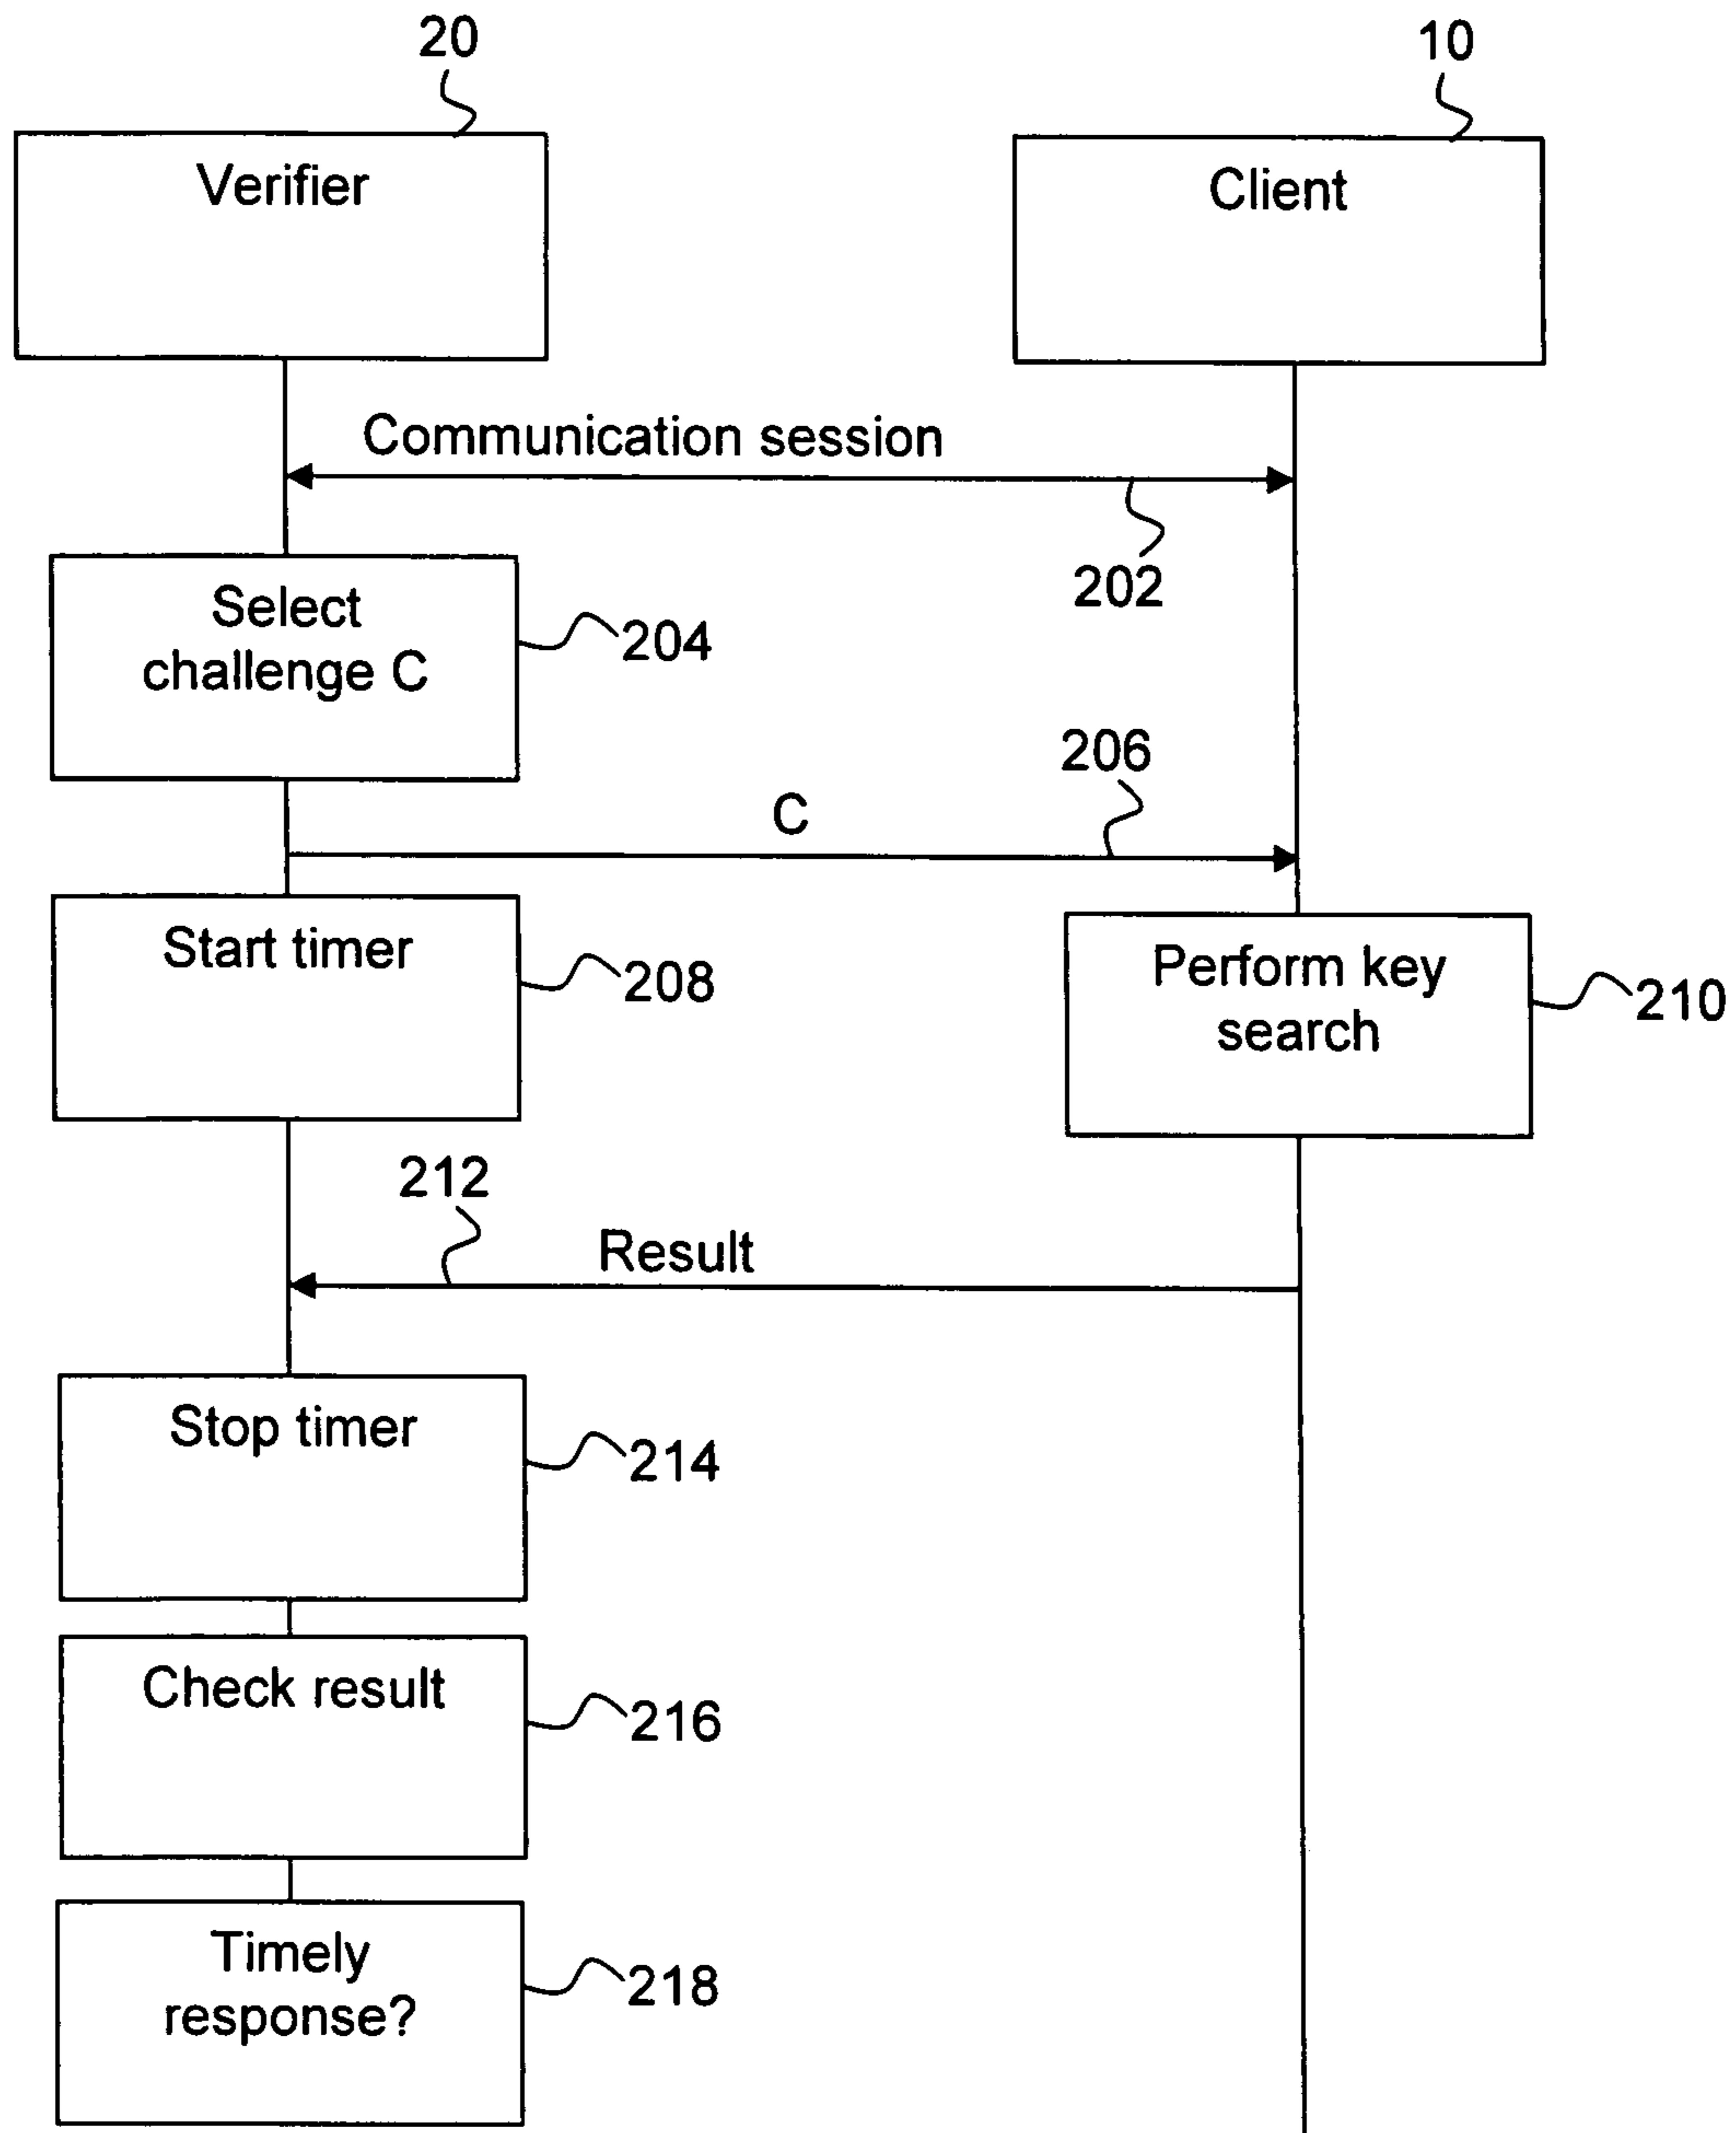 20
10
Verifier
Client
Communication session
202
Select
challenge C
204
206
C
Start timer
208
Perform key
search
210
212
Result
Stop timer
214
Check result
216
Timely
response?
218